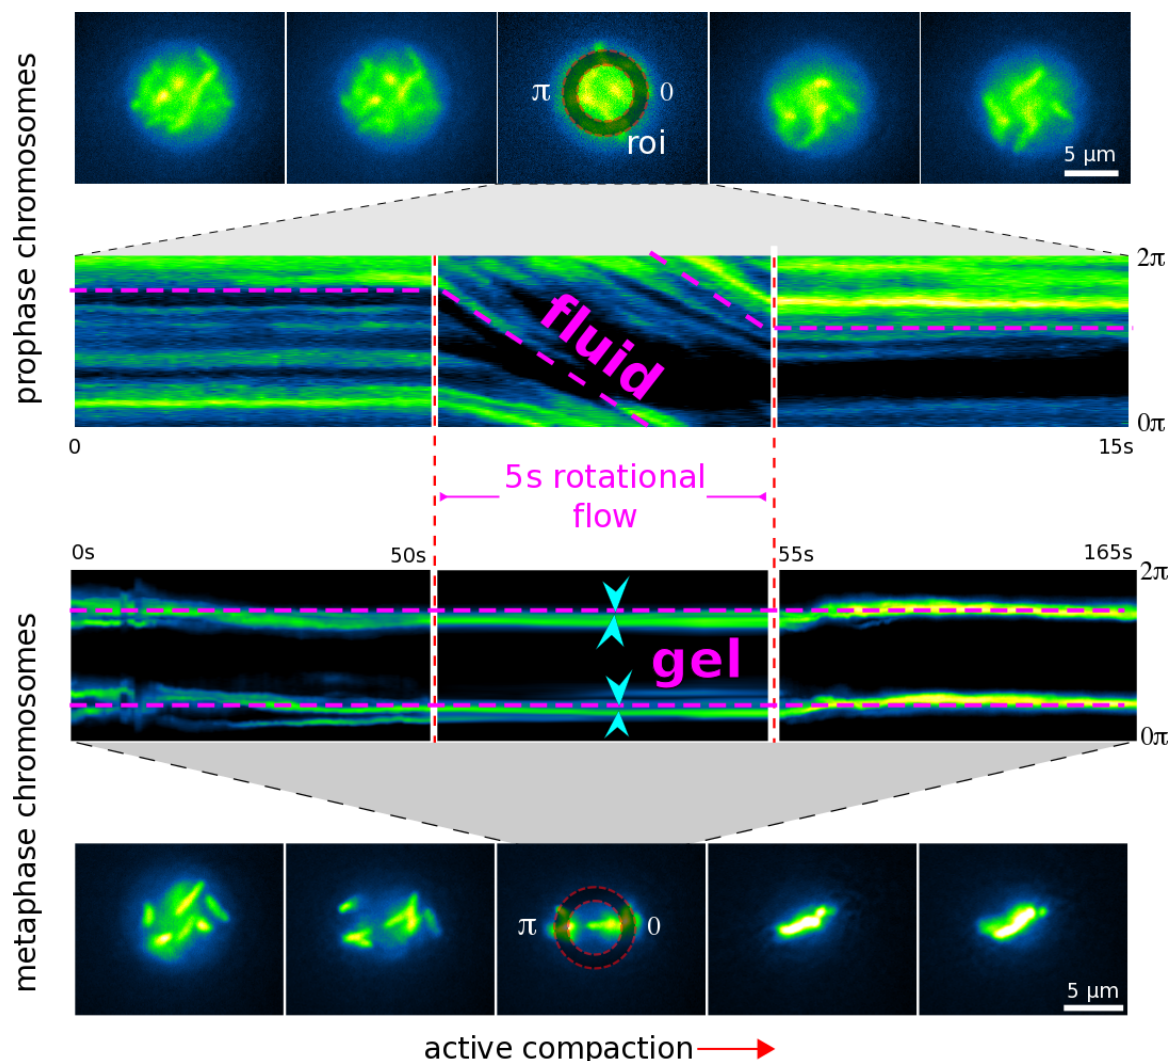 prophase chromosomes
π
0
roi
5 μm
2π
fluid
0π
0
15s
5s rotational
flow
0s
50s
55s
165s
2π
gel
0π
metaphase chromosomes
π
0
5 μm
active compaction